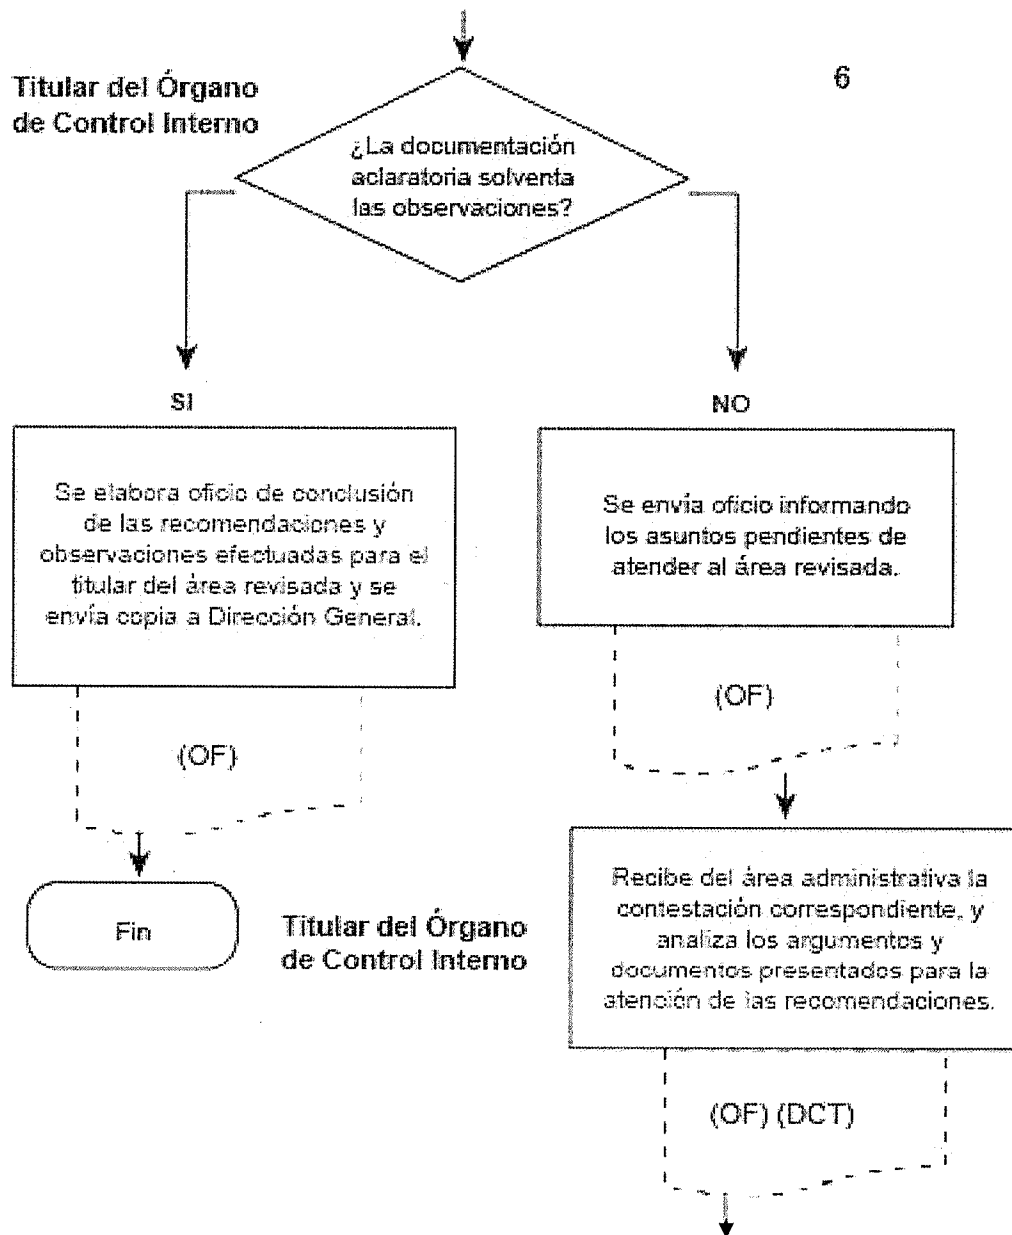 Titular del Órgano
de Control Interno
6
¿La documentación
aclaratoria solventa
las observaciones?
SI
NO
Se elabora oficio de conclusión
de las recomendaciones y
observaciones efectuadas para el
titular del área revisada y se
envía copia a Dirección General.
Se envía oficio informando
los asuntos pendientes de
atender al área revisada.
(OF)
(OF)
Fin
Titular del Órgano
de Control Interno
Recibe del área administrativa la
contestación correspondiente, y
analiza los argumentos y
documentos presentados para la
atención de las recomendaciones.
(OF) (DCT)